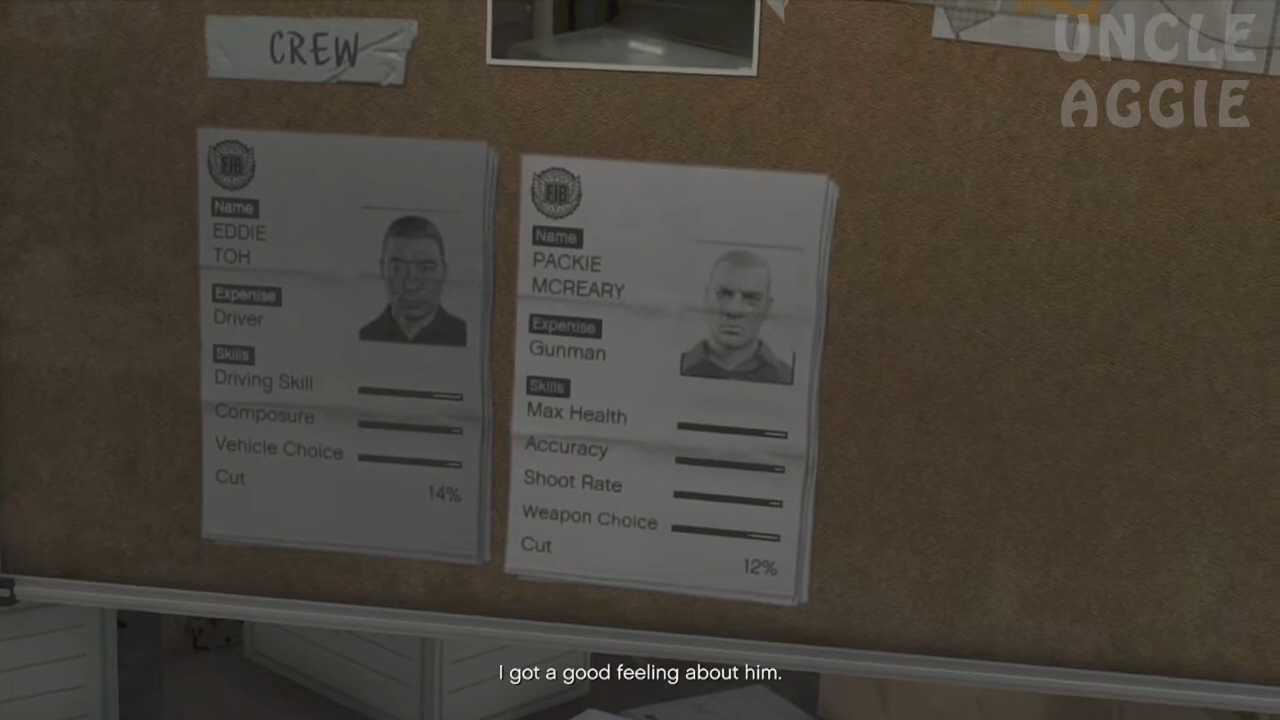 CREW
UNCLE
AGGIE
FIB
Name
EDDIE
TOH
Expertise
Driver
Skills
Driving Skill
Composure
Vehicle Choice
Cut
14%
FIB
Name
PACKIE
MCREARY
Expertise
Gunman
Skills
Max Health
Accuracy
Shoot Rate
Weapon Choice
Cut
12%
I got a good feeling about him.